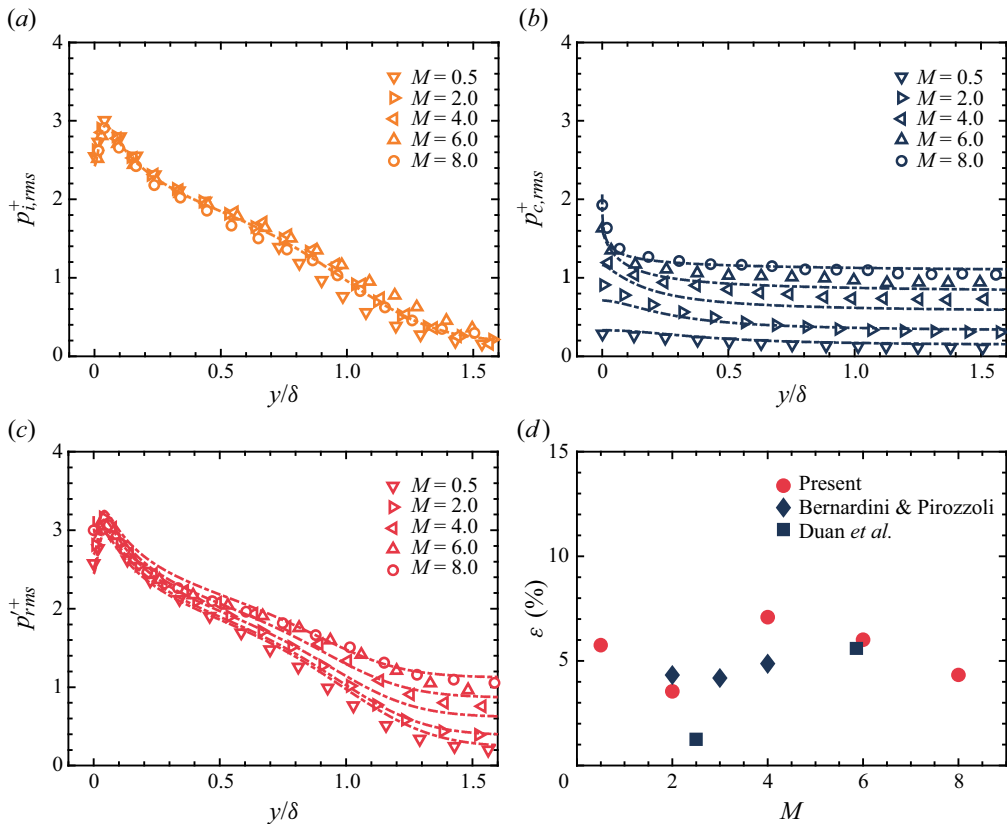 (a)
4
3
2
1
0
p⁺i,rms
M = 0.5
M = 2.0
M = 4.0
M = 6.0
M = 8.0
0 0.5 1.0 1.5
y/δ
(b)
4
3
2
1
0
p⁺c,rms
M = 0.5
M = 2.0
M = 4.0
M = 6.0
M = 8.0
0 0.5 1.0 1.5
y/δ
(c)
4
3
2
1
0
p′⁺rms
M = 0.5
M = 2.0
M = 4.0
M = 6.0
M = 8.0
0 0.5 1.0 1.5
y/δ
(d)
15
10
5
0
ε (%)
Present
Bernardini & Pirozzoli
Duan et al.
2 4 6 8
M